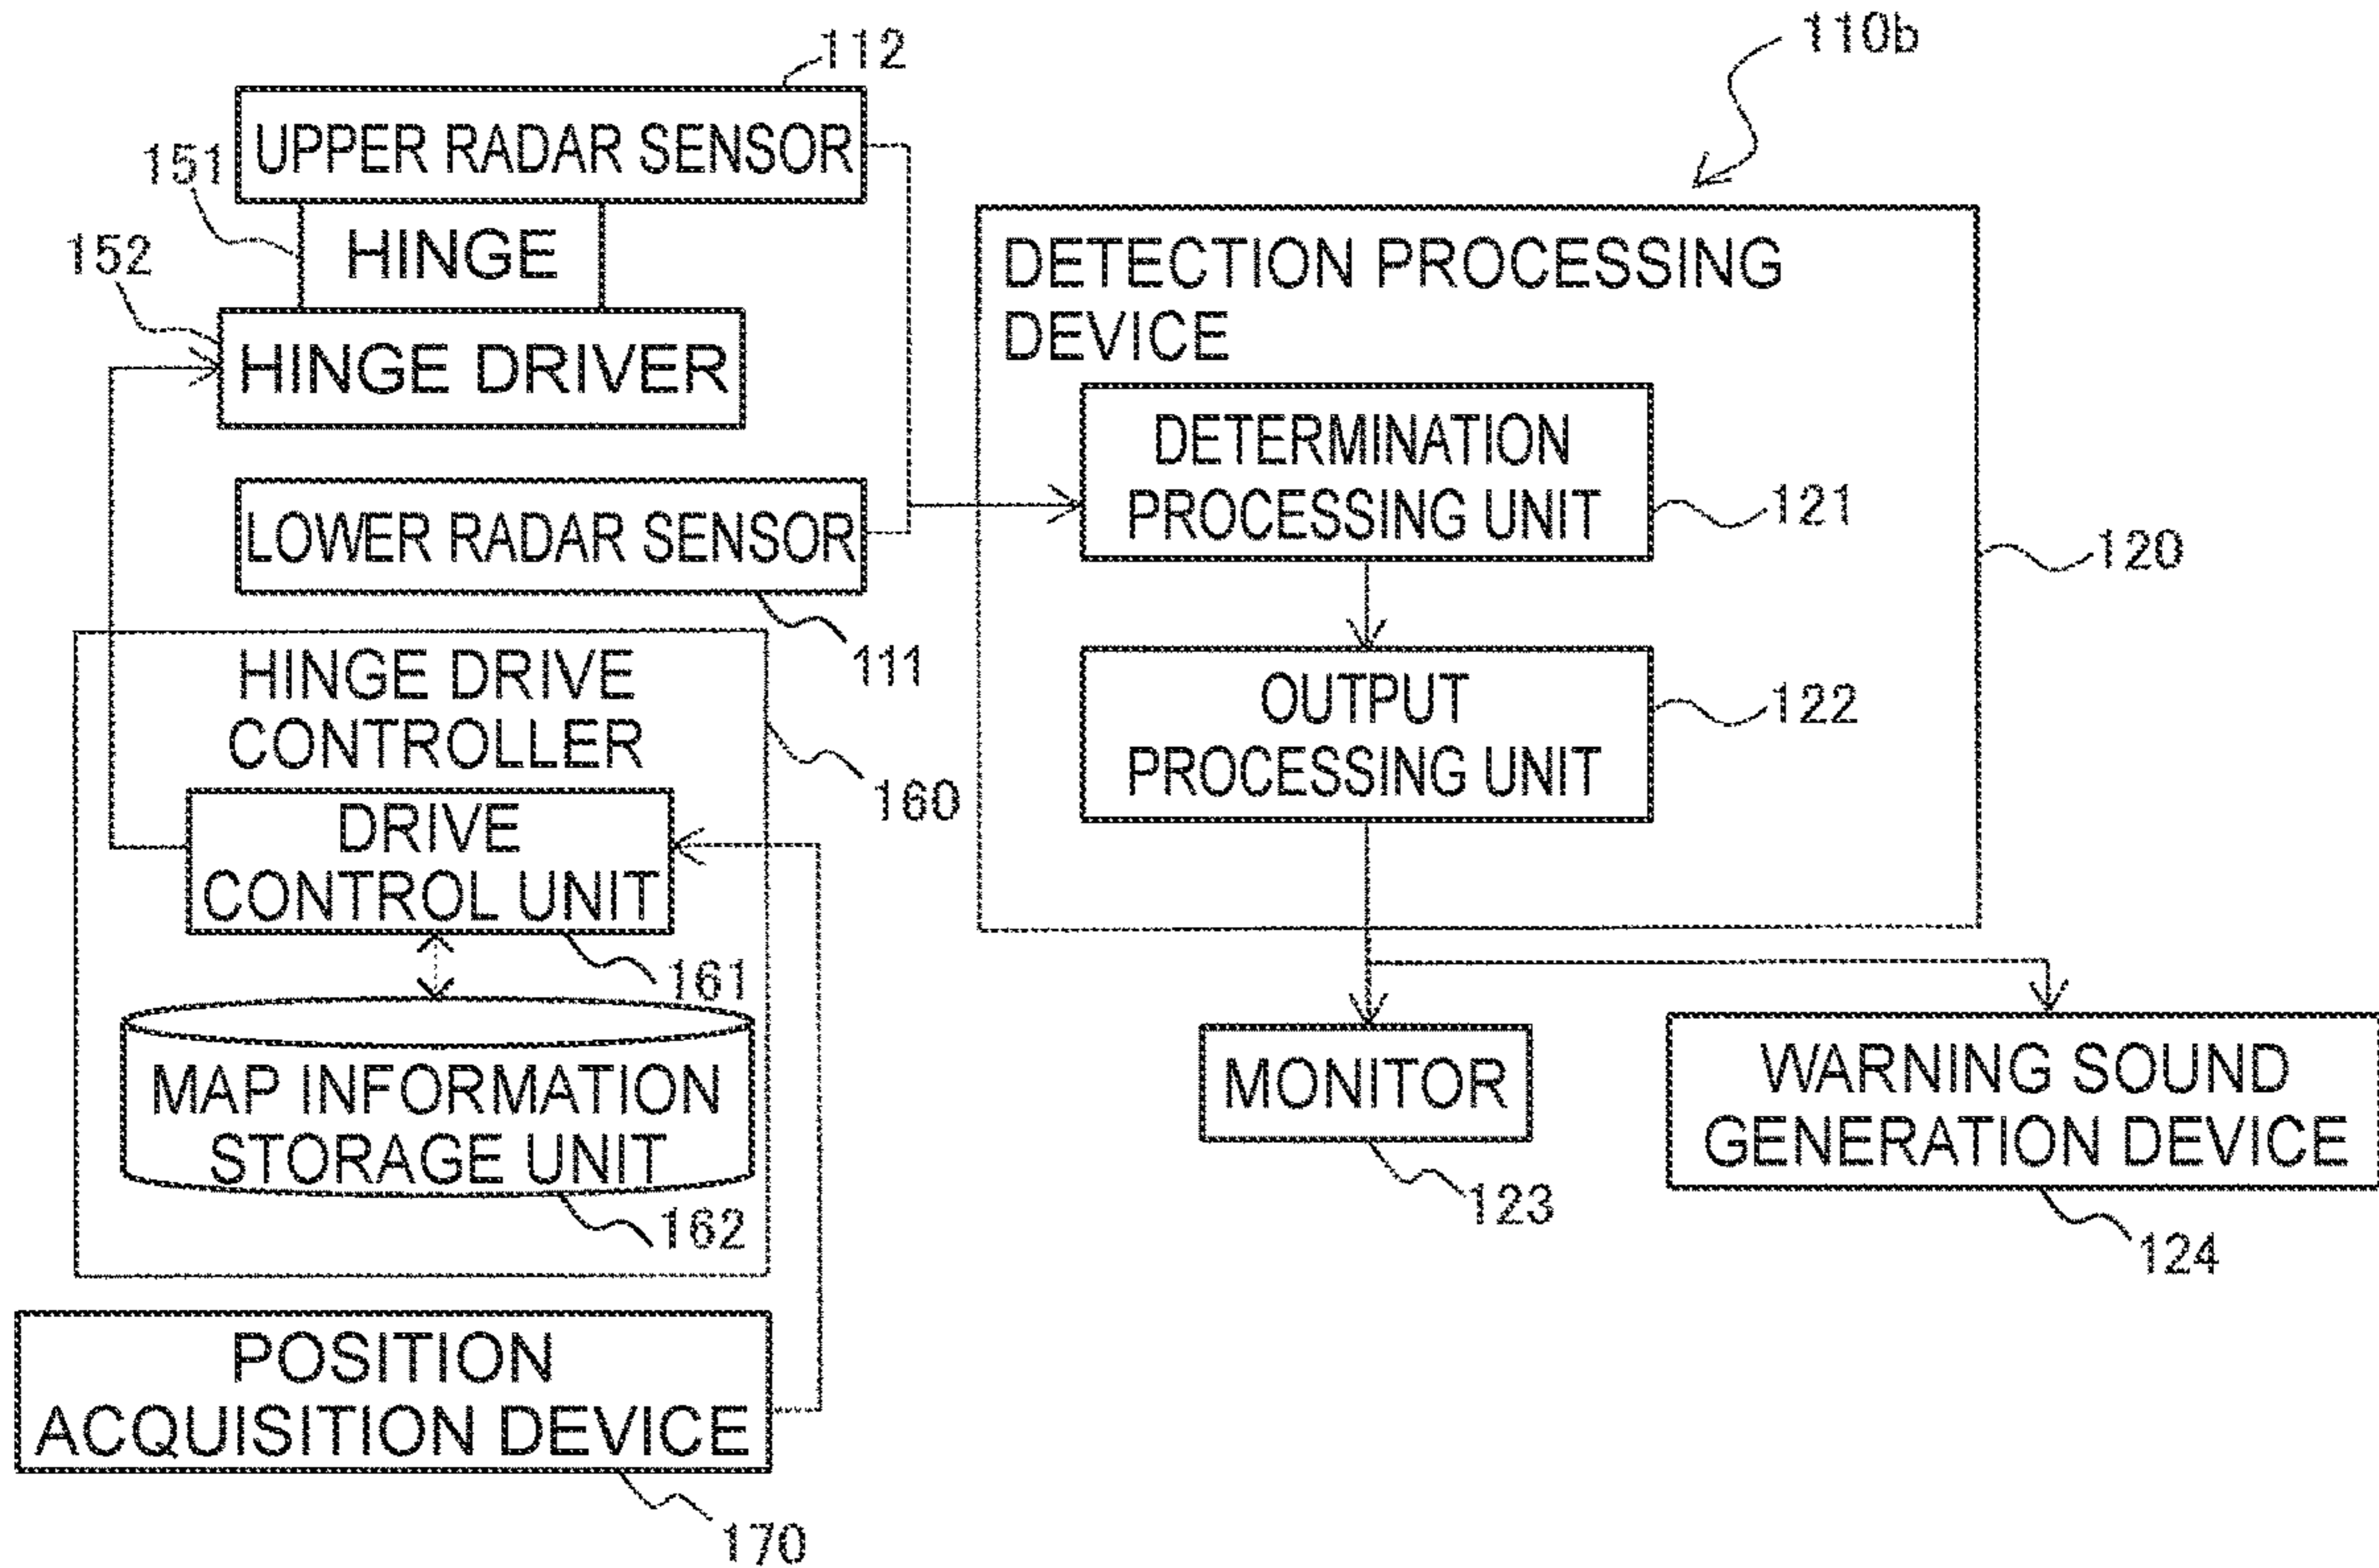 110b
112
UPPER RADAR SENSOR
151
HINGE
152
HINGE DRIVER
LOWER RADAR SENSOR
111
HINGE DRIVE
CONTROLLER
160
DRIVE
CONTROL UNIT
161
MAP INFORMATION
STORAGE UNIT
162
POSITION
ACQUISITION DEVICE
170
DETECTION PROCESSING
DEVICE
120
DETERMINATION
PROCESSING UNIT
121
OUTPUT
PROCESSING UNIT
122
MONITOR
123
WARNING SOUND
GENERATION DEVICE
124